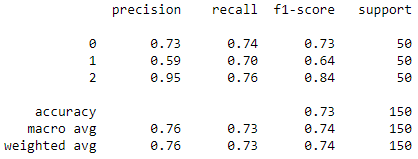 precision recall f1-score support
0 0.73 0.74 0.73 50
1 0.59 0.70 0.64 50
2 0.95 0.76 0.84 50
accuracy 0.73 150
macro avg 0.76 0.73 0.74 150
weighted avg 0.76 0.73 0.74 150